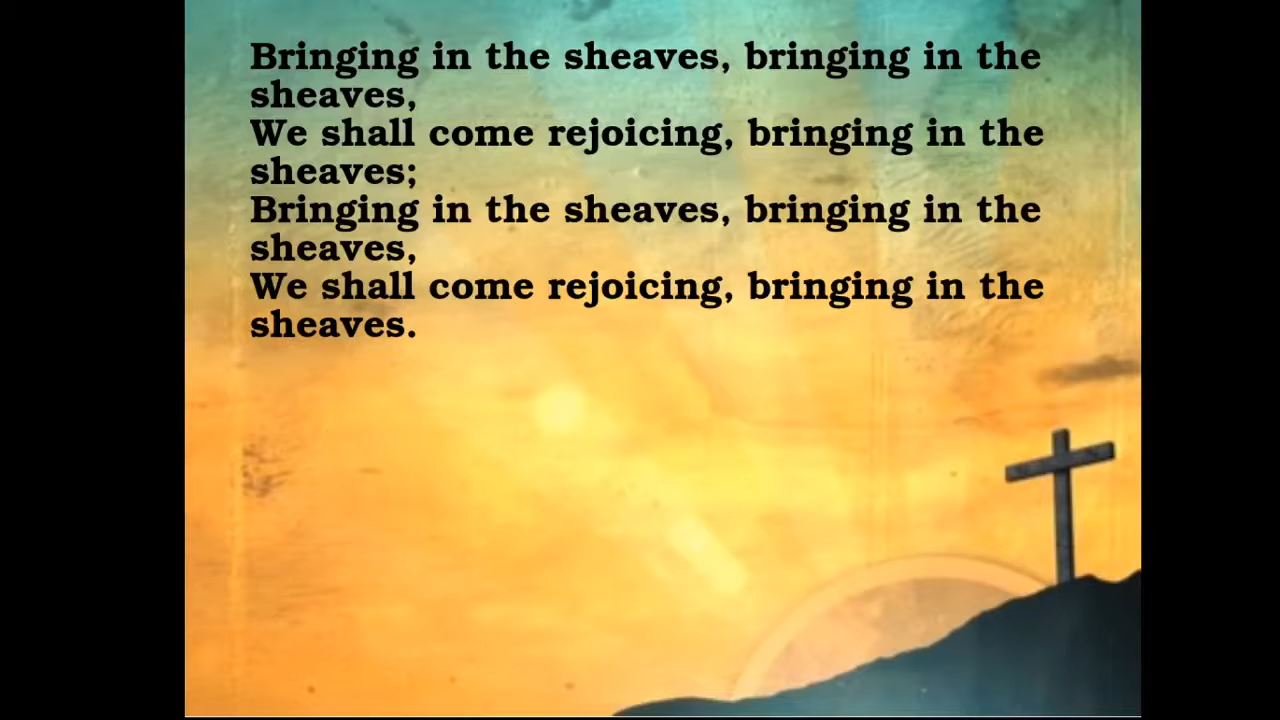 Bringing in the sheaves, bringing in the
sheaves,
We shall come rejoicing, bringing in the
sheaves;
Bringing in the sheaves, bringing in the
sheaves,
We shall come rejoicing, bringing in the
sheaves.